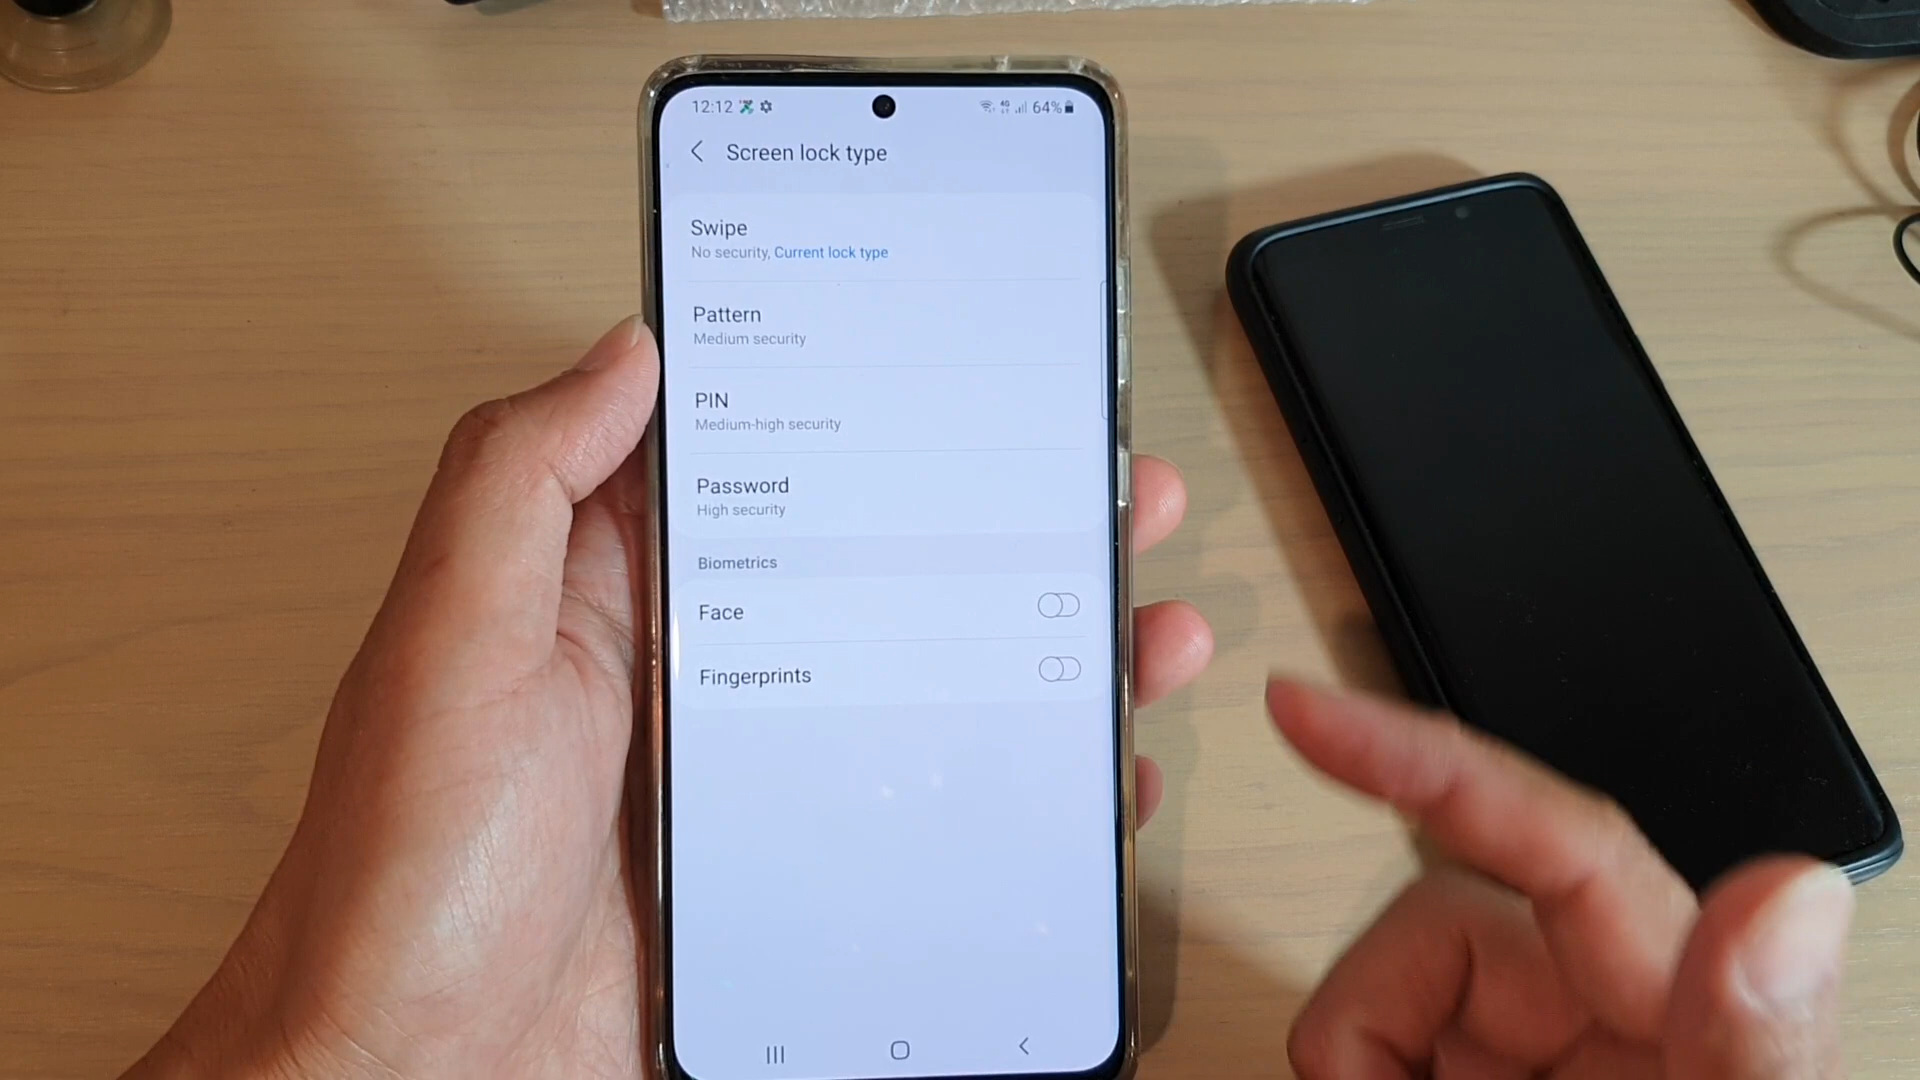 12:12 4G 64%
Screen lock type
Swipe
No security, Current lock type
Pattern
Medium security
PIN
Medium-high security
Password
High security
Biometrics
Face
Fingerprints